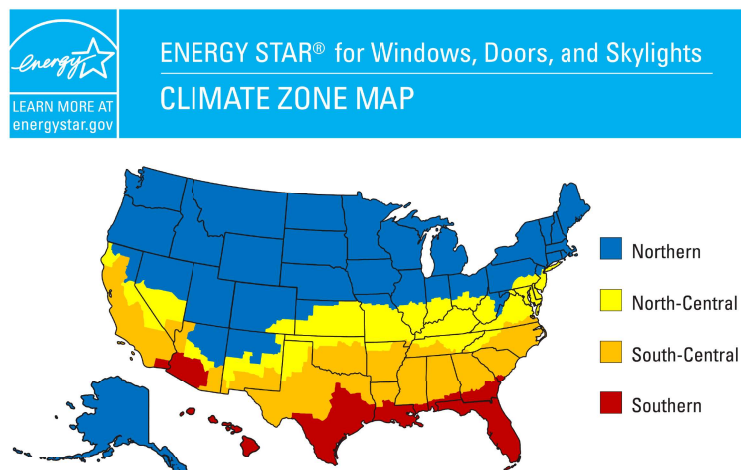 energy
LEARN MORE AT
energystar.gov
ENERGY STAR® for Windows, Doors, and Skylights
CLIMATE ZONE MAP
Northern
North-Central
South-Central
Southern